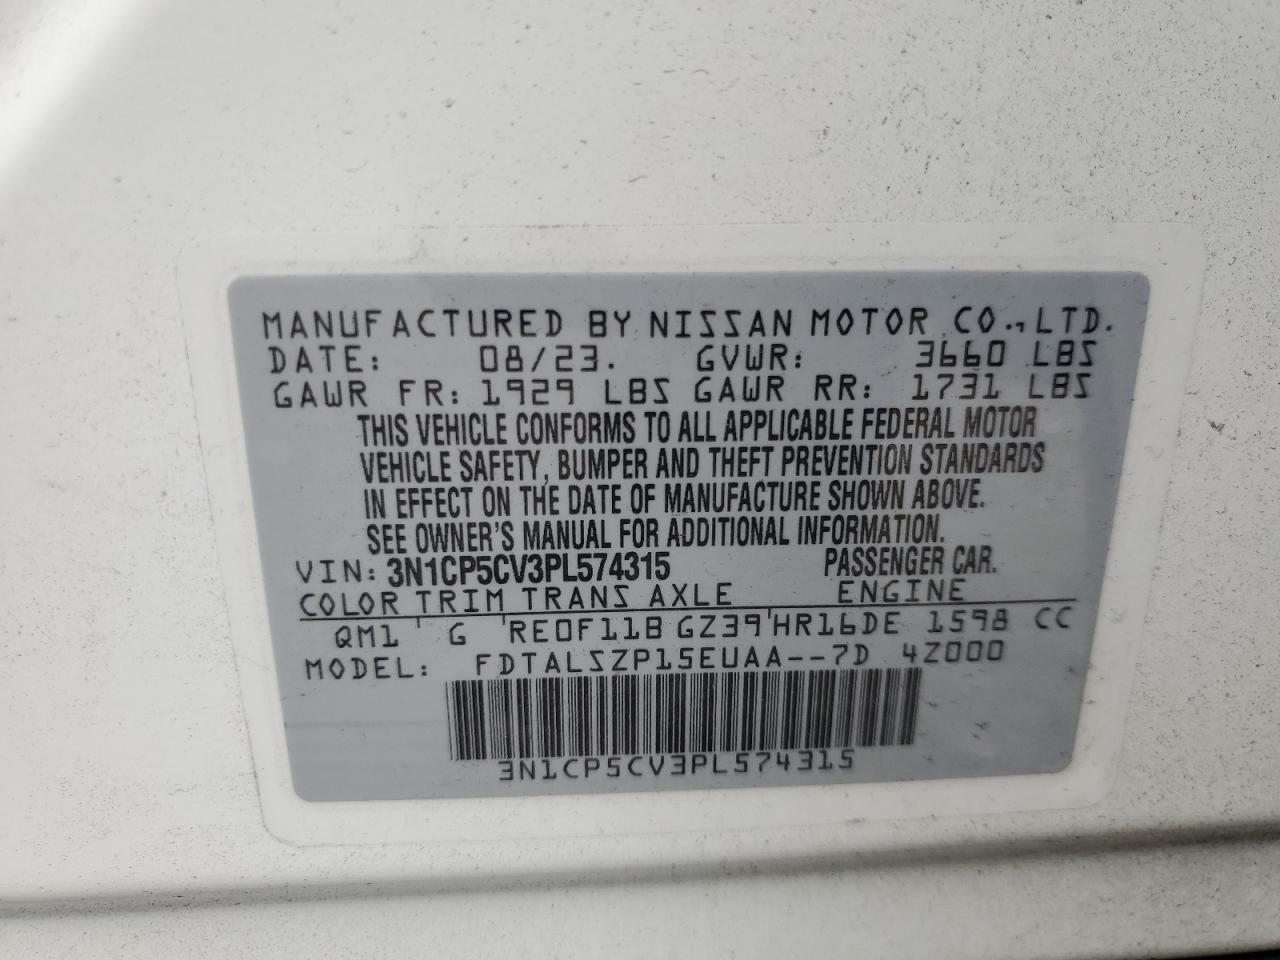 MANUFACTURED BY NISSAN MOTOR CO., LTD.
DATE: 08/23. GVWR: 3660 LBS
GAWR FR: 1929 LBS GAWR RR: 1731 LBS
THIS VEHICLE CONFORMS TO ALL APPLICABLE FEDERAL MOTOR
VEHICLE SAFETY, BUMPER AND THEFT PREVENTION STANDARDS
IN EFFECT ON THE DATE OF MANUFACTURE SHOWN ABOVE.
SEE OWNER'S MANUAL FOR ADDITIONAL INFORMATION.
VIN: 3N1CP5CV3PL574315 PASSENGER CAR.
COLOR TRIM TRANS AXLE ENGINE
QM1 G RE0F11B GZ39 HR16DE 1598 CC
MODEL: FDTALSZP15EUAA--7D 4Z000
3N1CP5CV3PL574315